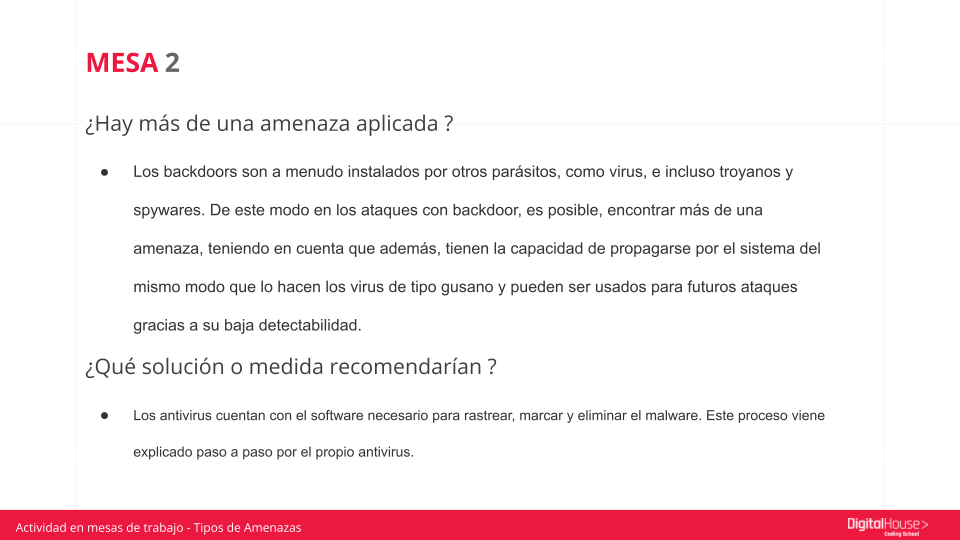 MESA 2
¿Hay más de una amenaza aplicada ?
● Los backdoors son a menudo instalados por otros parásitos, como virus, e incluso troyanos y
spywares. De este modo en los ataques con backdoor, es posible, encontrar más de una
amenaza, teniendo en cuenta que además, tienen la capacidad de propagarse por el sistema del
mismo modo que lo hacen los virus de tipo gusano y pueden ser usados para futuros ataques
gracias a su baja detectabilidad.
¿Qué solución o medida recomendarían ?
● Los antivirus cuentan con el software necesario para rastrear, marcar y eliminar el malware. Este proceso viene
explicado paso a paso por el propio antivirus.
Actividad en mesas de trabajo - Tipos de Amenazas
DigitalHouse>
Coding School